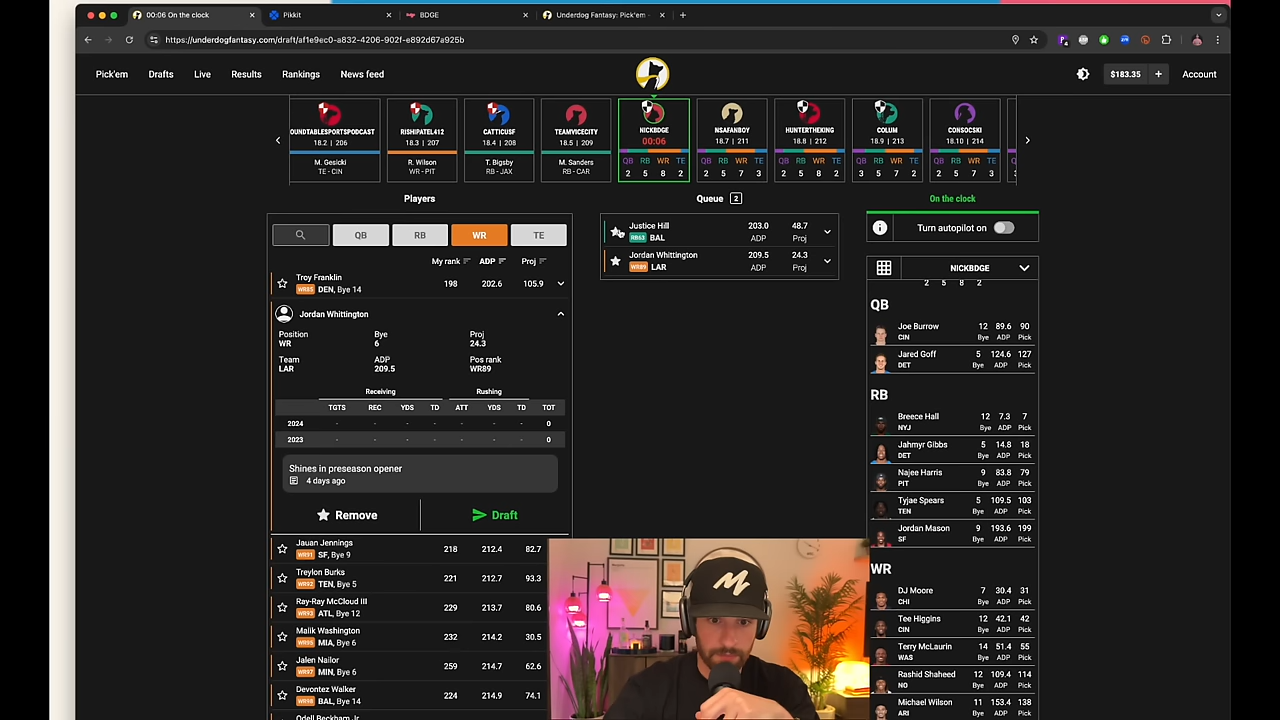 00:06 On the clock
Pikkit
BDGE
Underdog Fantasy: Pick'em -
https://underdogfantasy.com/draft/af1e9ec0-a832-4206-902f-e892d67a925b
Pick'em Drafts Live Results Rankings News feed
$183.35 + Account
OUNDTABLESPORTSPODCAST
18.2 | 206
M. Gesicki
TE - CIN
RISHIPATEL412
18.3 | 207
R. Wilson
WR - PIT
CATTICUSF
18.4 | 208
T. Bigsby
RB - JAX
TEAMVICECITY
18.5 | 209
M. Sanders
RB - CAR
NICKBDGE
00:06
QB RB WR TE
2 5 8 2
NSAFANBOY
18.7 | 211
QB RB WR TE
2 5 7 3
HUNTERTHEKING
18.8 | 212
QB RB WR TE
2 5 8 2
COLUM
18.9 | 213
QB RB WR TE
3 5 7 2
CONSOCSKI
18.10 | 214
QB RB WR TE
2 5 7 3
Players
QB RB WR TE
My rank ADP Proj
Troy Franklin
WR85 DEN, Bye 14
198 202.6 105.9
Jordan Whittington
Position Bye Proj
WR 6 24.3
Team ADP Pos rank
LAR 209.5 WR89
Receiving Rushing
TGTS REC YDS TD ATT YDS TD TOT
2024 - - - - - - - 0
2023 - - - - - - - 0
Shines in preseason opener
4 days ago
Remove Draft
Jauan Jennings
WR91 SF, Bye 9
218 212.4 82.7
Treylon Burks
WR92 TEN, Bye 5
221 212.7 93.3
Ray-Ray McCloud III
WR93 ATL, Bye 12
229 213.7 80.6
Malik Washington
MIA, Bye 6
232 214.2 30.5
Jalen Nailor
WR97 MIN, Bye 6
259 214.7 62.6
Devontez Walker
WR98 BAL, Bye 14
224 214.9 74.1
Odell Beckham Jr.
Queue 2
Justice Hill
RB63 BAL
203.0 48.7
ADP Proj
Jordan Whittington
WR89 LAR
209.5 24.3
ADP Proj
On the clock
Turn autopilot on
NICKBDGE
2 5 8 2
QB
Joe Burrow 12 89.6 90
CIN Bye ADP Pick
Jared Goff 5 124.6 127
DET Bye ADP Pick
RB
Breece Hall 12 7.3 7
NYJ Bye ADP Pick
Jahmyr Gibbs 5 14.8 18
DET Bye ADP Pick
Najee Harris 9 83.8 79
PIT Bye ADP Pick
Tyjae Spears 5 109.5 103
TEN Bye ADP Pick
Jordan Mason 9 193.6 199
SF Bye ADP Pick
WR
DJ Moore 7 30.4 31
CHI Bye ADP Pick
Tee Higgins 12 42.1 42
CIN Bye ADP Pick
Terry McLaurin 14 51.4 55
WAS Bye ADP Pick
Rashid Shaheed 12 109.4 114
NO Bye ADP Pick
Michael Wilson 11 153.4 138
ARI Bye ADP Pick